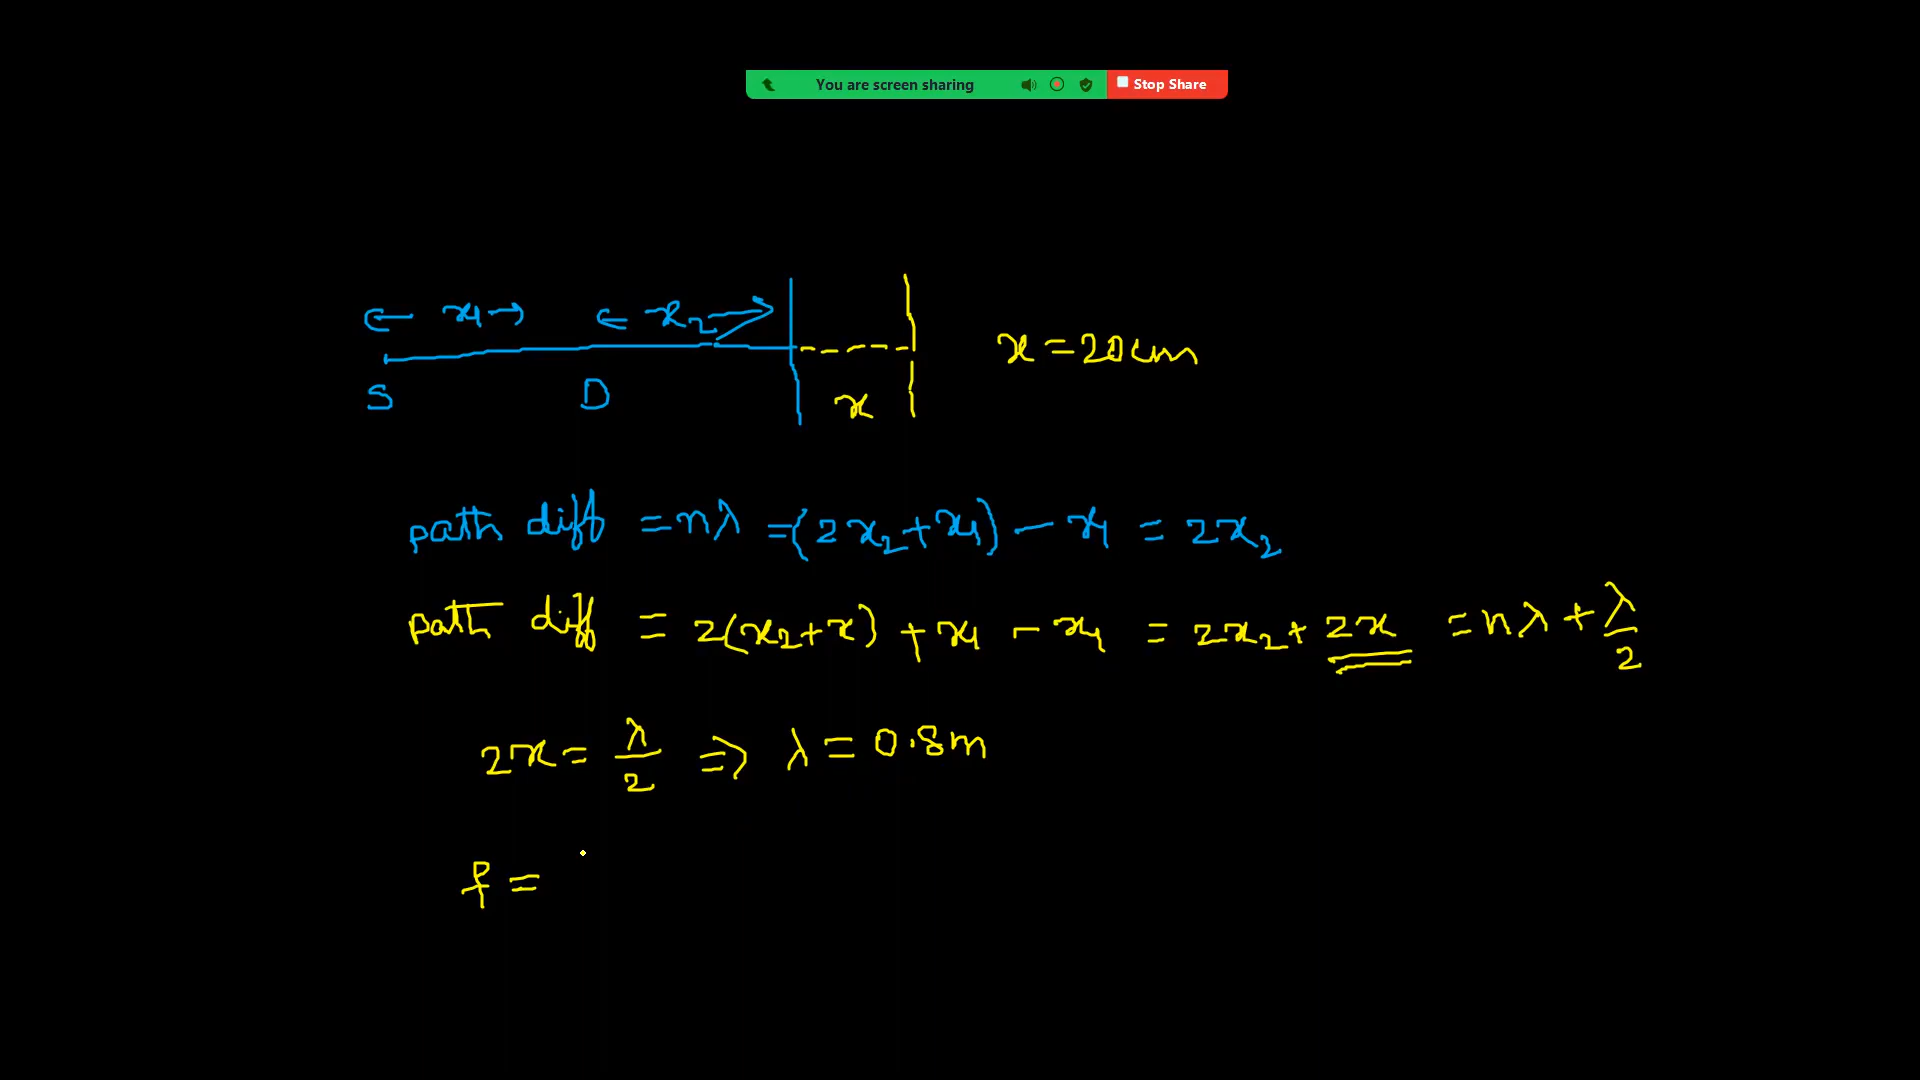 You are screen sharing Stop Share
← x₁ → ← x₂ →
x = 20cm
S D x
path diff = nλ = (2x₂ + x₁) - x₁ = 2x₂
path diff = 2(x₂ + x) + x₁ - x₁ = 2x₂ + 2x = nλ + λ/2
2x = λ/2 ⇒ λ = 0.8m
f =